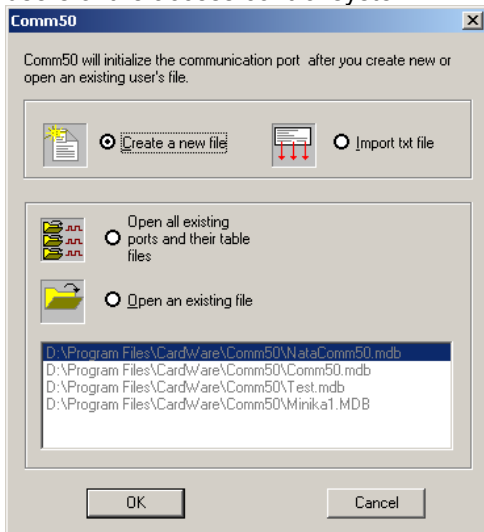 Comm50
Comm50 will initialize the communication port after you create new or
open an existing user's file.
Create a new file
Import txt file
Open all existing
ports and their table
files
Open an existing file
D:\Program Files\CardWare\Comm50\NataComm50.mdb
D:\Program Files\CardWare\Comm50\Comm50.mdb
D:\Program Files\CardWare\Comm50\Test.mdb
D:\Program Files\CardWare\Comm50\Minika1.MDB
OK
Cancel